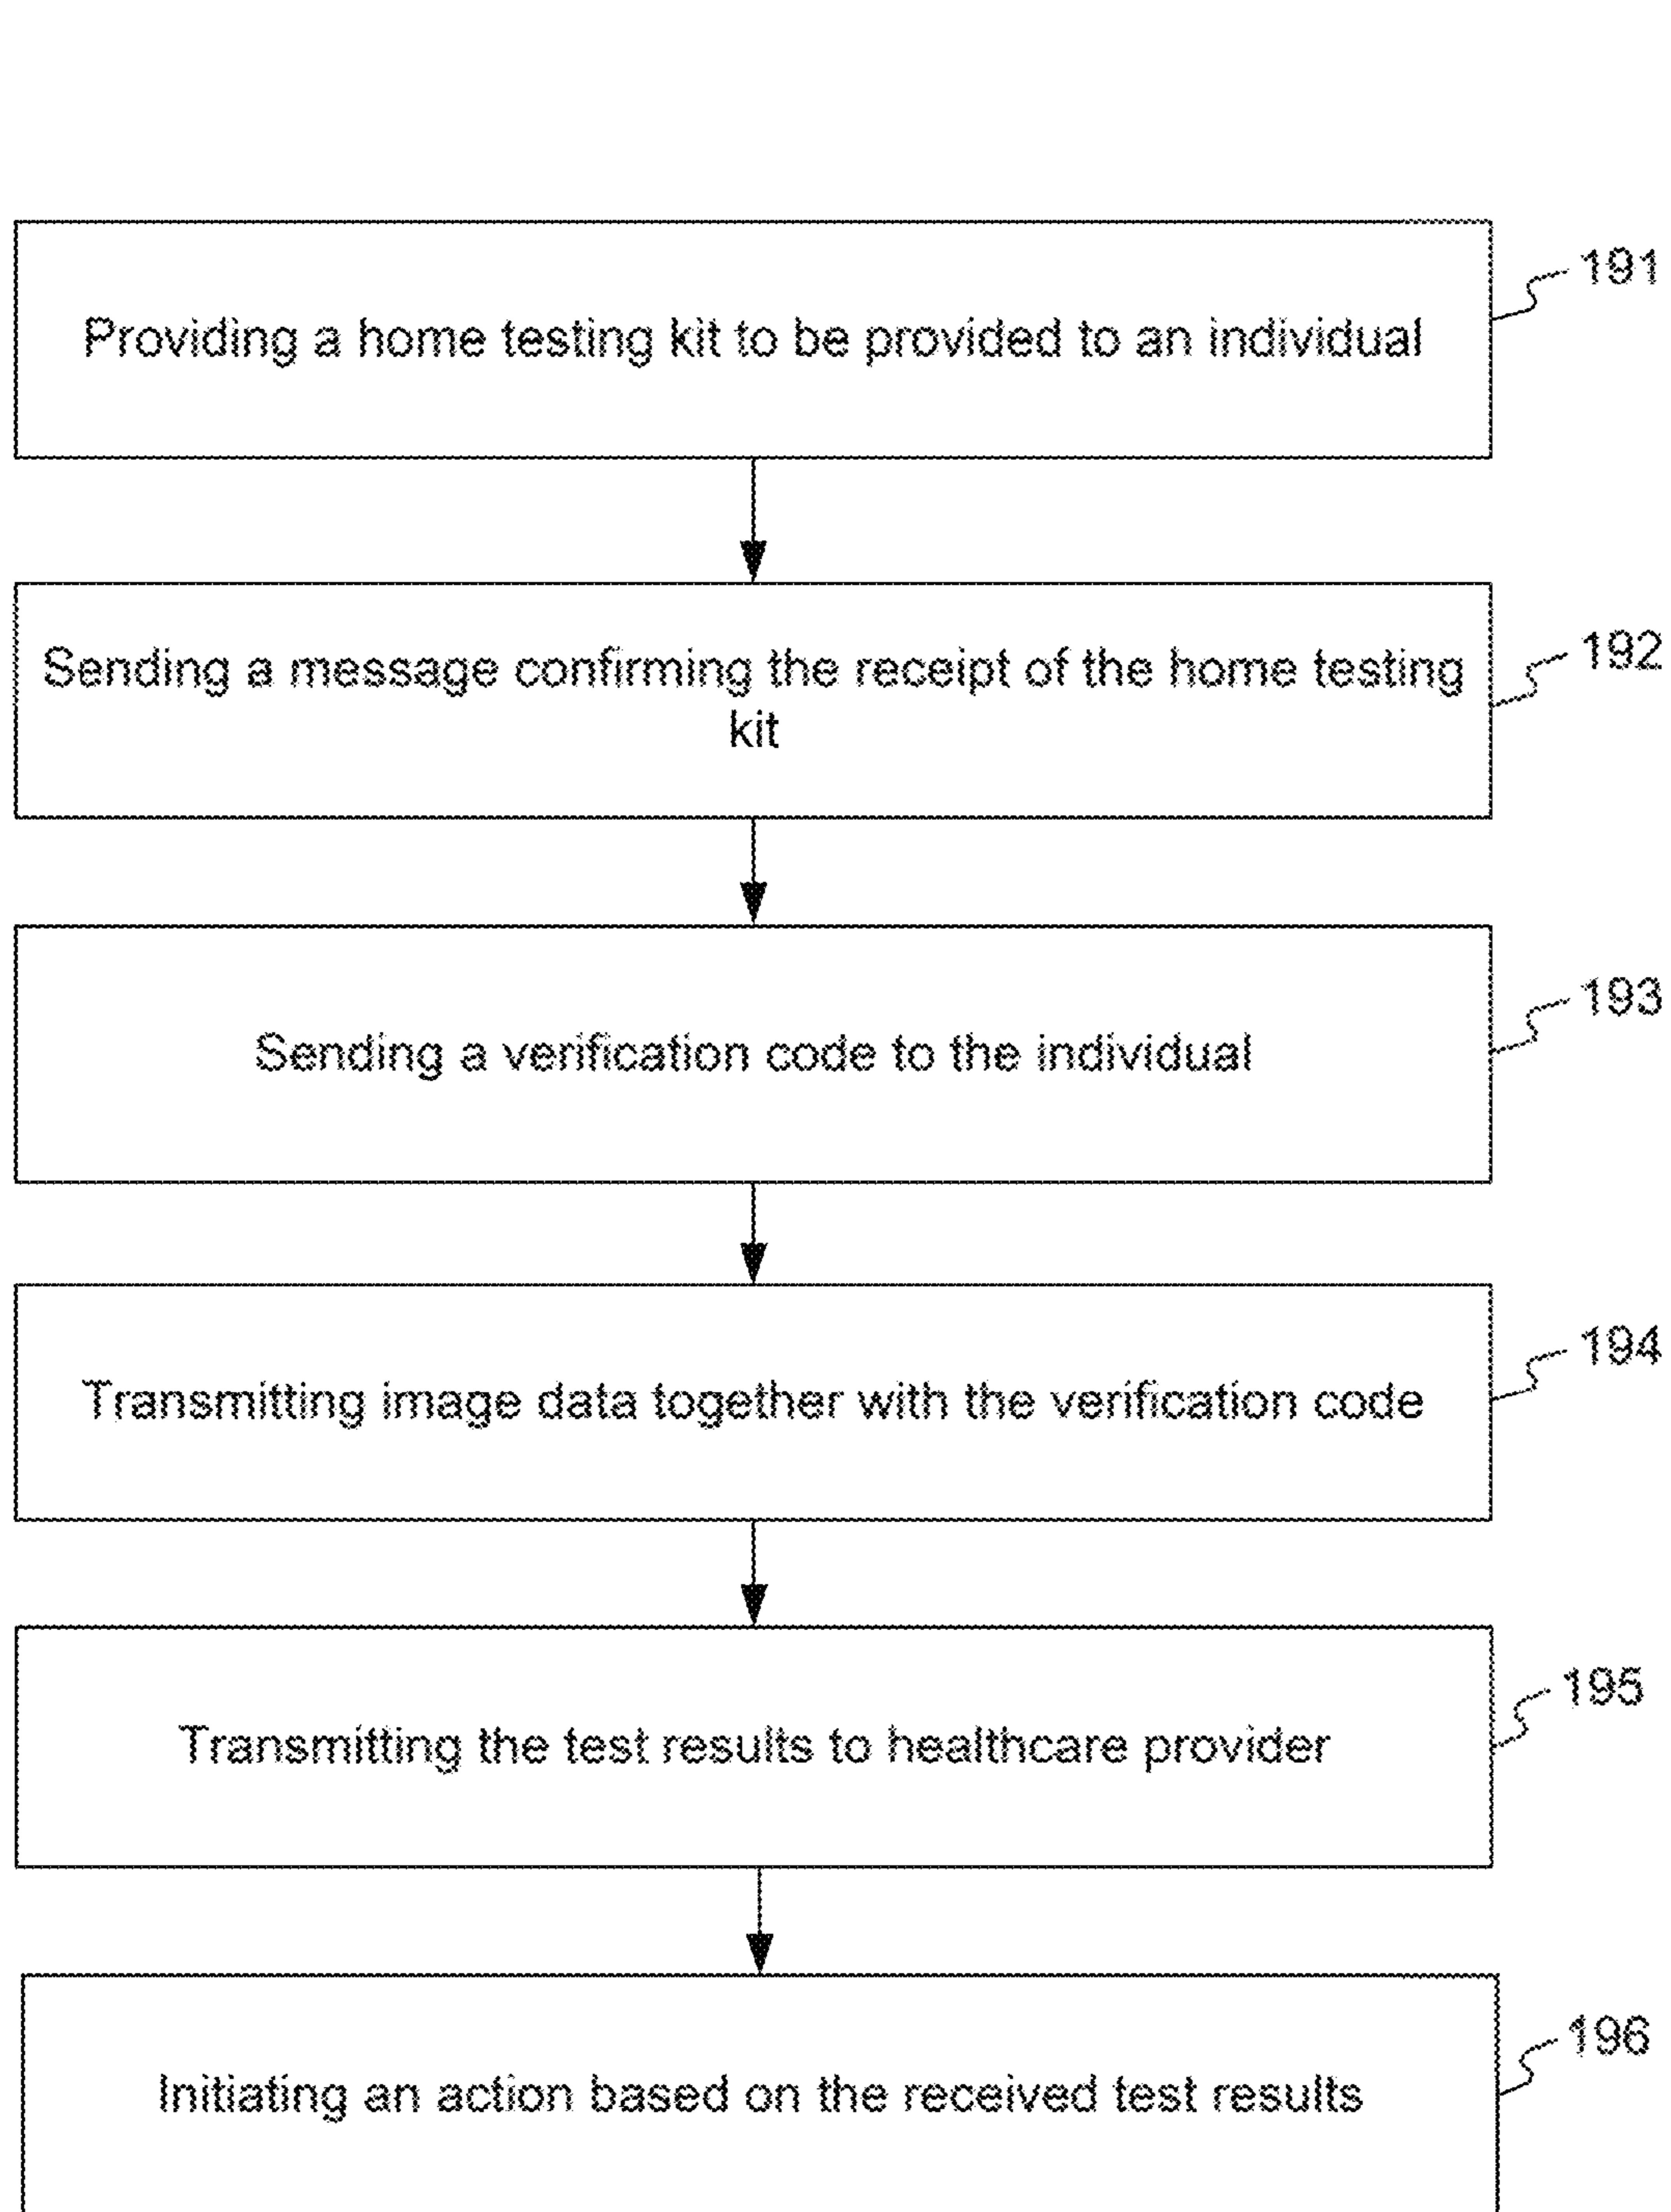 Providing a home testing kit to be provided to an individual
191
Sending a message confirming the receipt of the home testing
kit
192
Sending a verification code to the individual
193
Transmitting image data together with the verification code
194
Transmitting the test results to healthcare provider
195
Initiating an action based on the received test results
196